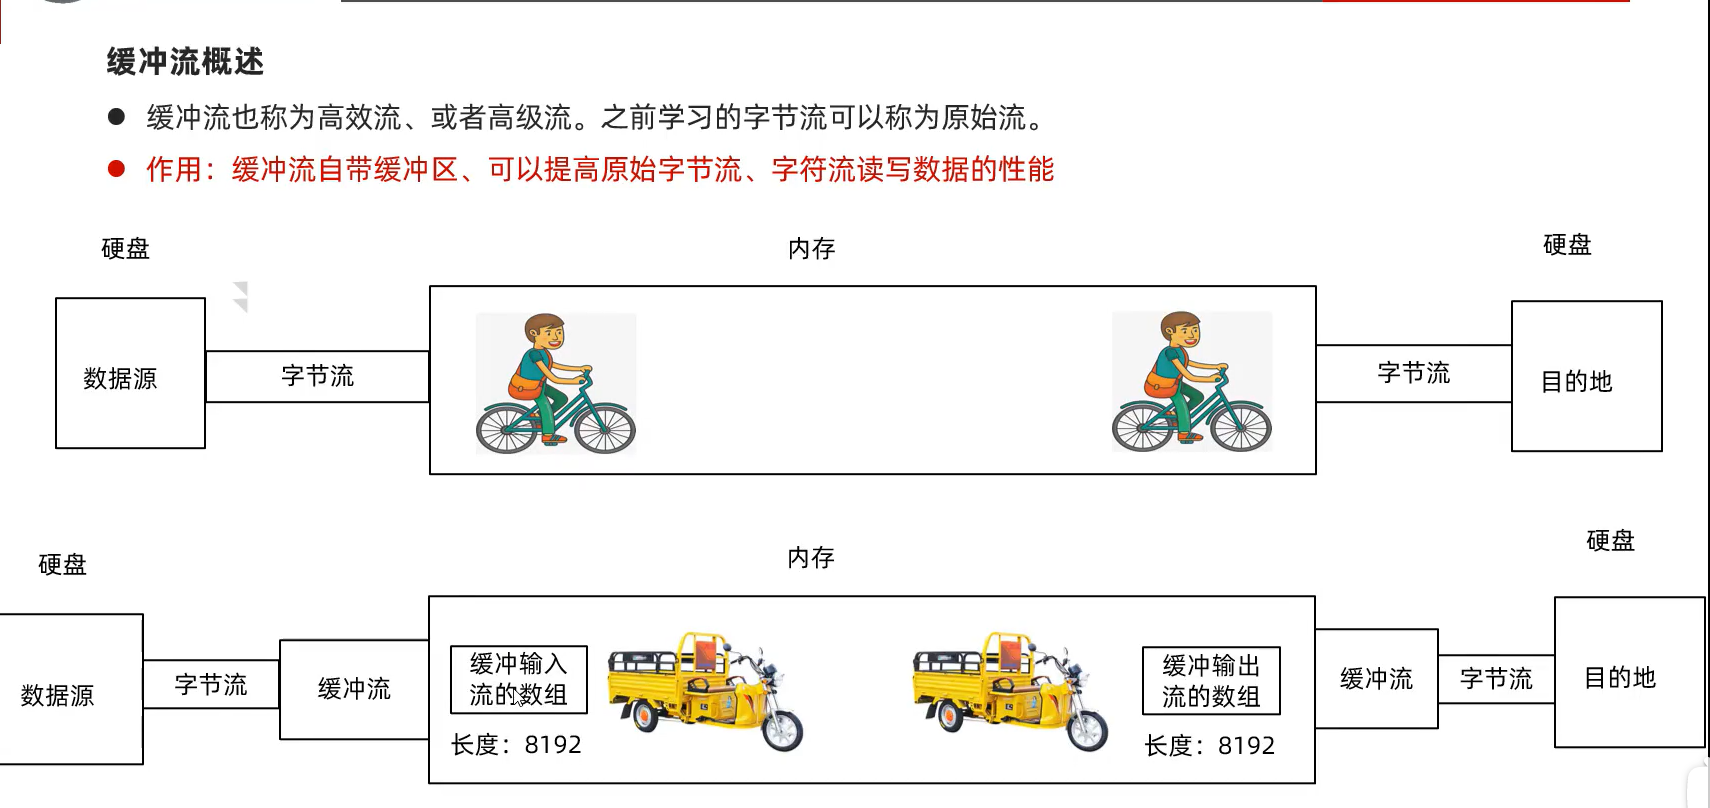 缓冲流概述
缓冲流也称为高效流、或者高级流。之前学习的字节流可以称为原始流。
作用：缓冲流自带缓冲区、可以提高原始字节流、字符流读写数据的性能
硬盘
内存
硬盘
数据源
字节流
字节流
目的地
硬盘
内存
硬盘
数据源
字节流
缓冲流
缓冲输入
流的数组
长度：8192
缓冲输出
流的数组
长度：8192
缓冲流
字节流
目的地